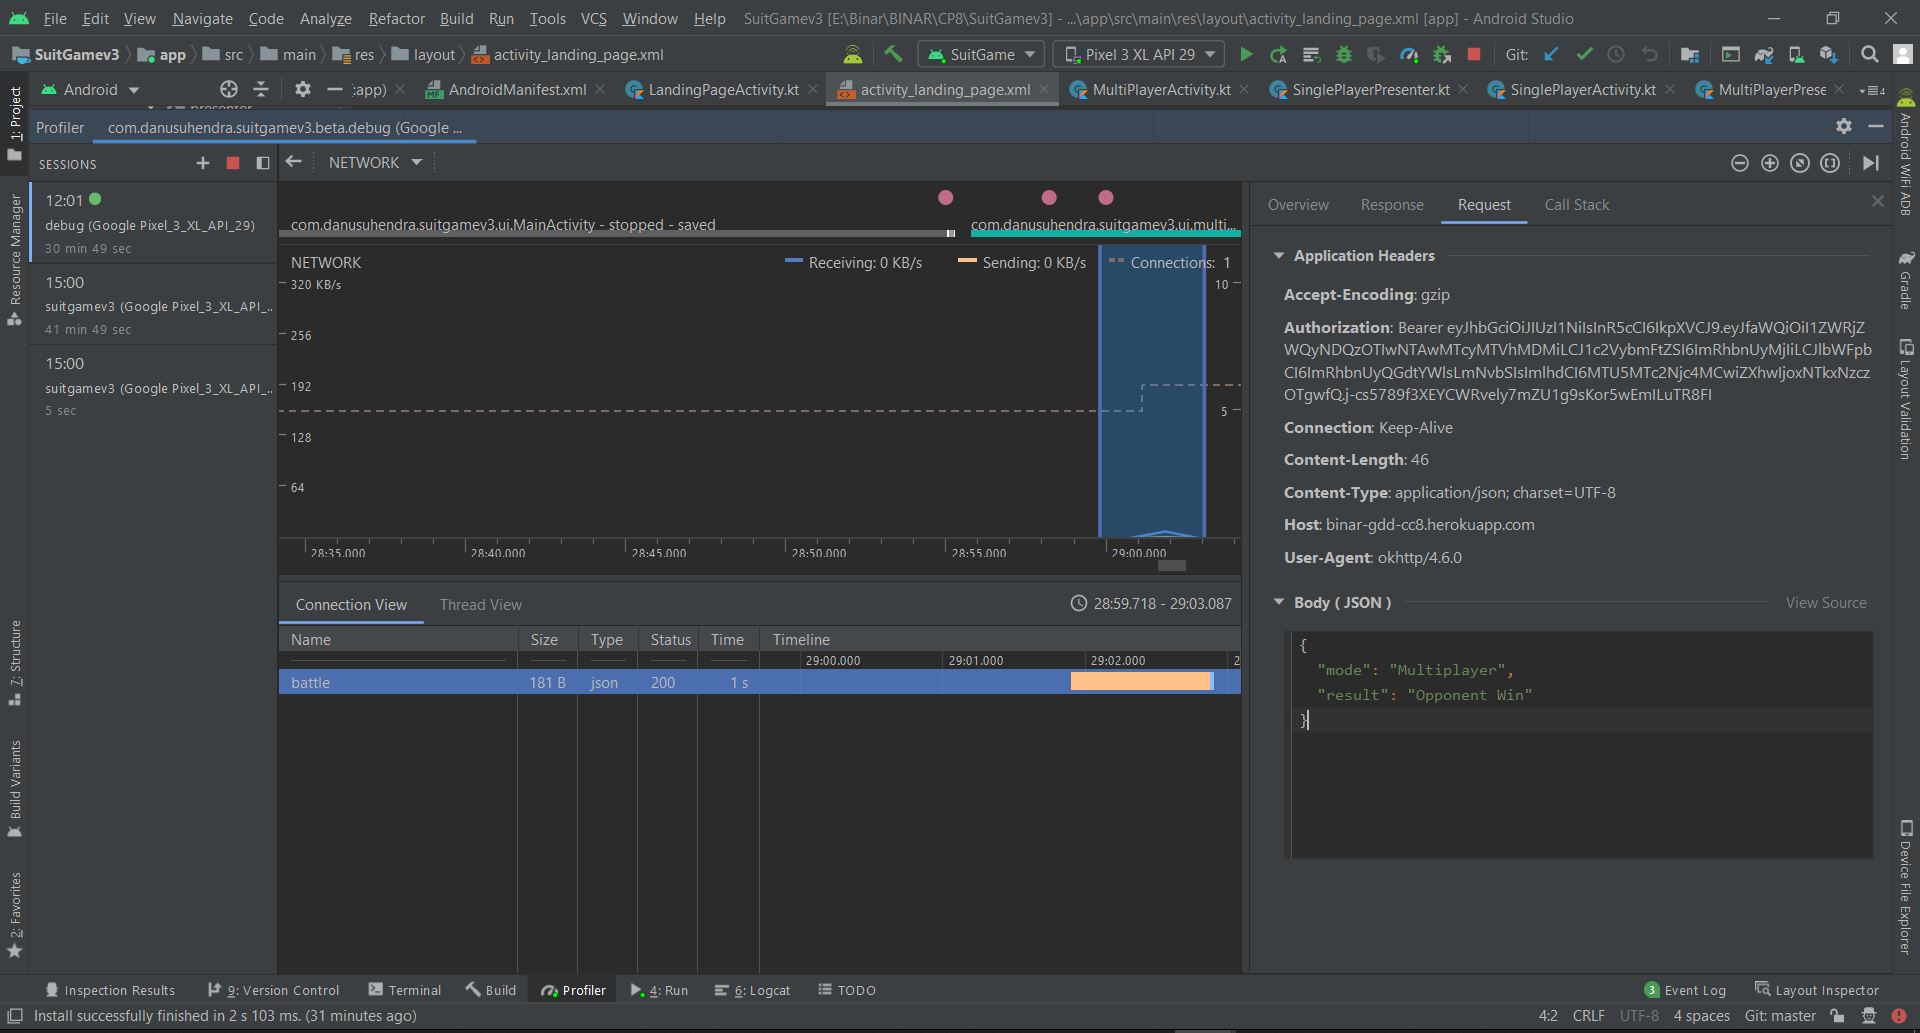 File Edit View Navigate Code Analyze Refactor Build Run Tools VCS Window Help SuitGamev3 [E:\Binar\BINAR\CP8\SuitGamev3] - ...\app\src\main\res\layout\activity_landing_page.xml [app] - Android Studio
SuitGamev3 app src main res layout activity_landing_page.xml SuitGame Pixel 3 XL API 29 Git:
Android :app) AndroidManifest.xml LandingPageActivity.kt activity_landing_page.xml MultiPlayerActivity.kt SinglePlayerPresenter.kt SinglePlayerActivity.kt MultiPlayerPrese
Profiler com.danusuhendra.suitgamev3.beta.debug (Google ...
SESSIONS
NETWORK
12:01
debug (Google Pixel_3_XL_API_29)
30 min 49 sec
15:00
suitgamev3 (Google Pixel_3_XL_API_..
41 min 49 sec
15:00
suitgamev3 (Google Pixel_3_XL_API_..
5 sec
com.danusuhendra.suitgamev3.ui.MainActivity - stopped - saved
com.danusuhendra.suitgamev3.ui.multi...
NETWORK
Receiving: 0 KB/s Sending: 0 KB/s Connections: 1
320 KB/s
10
256
192
5
128
64
28:35.000 28:40.000 28:45.000 28:50.000 28:55.000 29:00.000
Connection View Thread View 28:59.718 - 29:03.087
Name Size Type Status Time Timeline
29:00.000 29:01.000 29:02.000 2
battle 181 B json 200 1 s
Overview Response Request Call Stack
Application Headers
Accept-Encoding: gzip
Authorization: Bearer eyJhbGciOiJIUzI1NiIsInR5cCI6IkpXVCJ9.eyJfaWQiOiI1ZWRjZ
WQyNDQzOTIwNTAwMTcyMTVhMDMiLCJ1c2VybmFtZSI6ImRhbnUyMjIiLCJlbWFpb
CI6ImRhbnUyQGdtYWlsLmNvbSIsImlhdCI6MTU5MTc2Njc4MCwiZXhwIjoxNTkxNzcz
OTgwfQ.j-cs5789f3XEYCWRvely7mZU1g9sKor5wEmILuTR8FI
Connection: Keep-Alive
Content-Length: 46
Content-Type: application/json; charset=UTF-8
Host: binar-gdd-cc8.herokuapp.com
User-Agent: okhttp/4.6.0
Body ( JSON ) View Source
{
"mode": "Multiplayer",
"result": "Opponent Win"
}
1: Project
Resource Manager
7: Structure
Build Variants
2: Favorites
Android WiFi ADB
Gradle
Layout Validation
Device File Explorer
Inspection Results 9: Version Control Terminal Build Profiler 4: Run 6: Logcat TODO 3 Event Log Layout Inspector
Install successfully finished in 2 s 103 ms. (31 minutes ago) 4:2 CRLF UTF-8 4 spaces Git: master